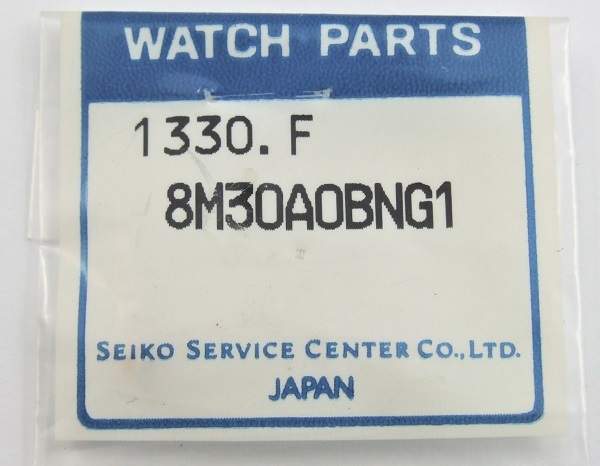 WATCH PARTS
1330.F
8M30A0BNG1
SEIKO SERVICE CENTER CO.,LTD.
JAPAN